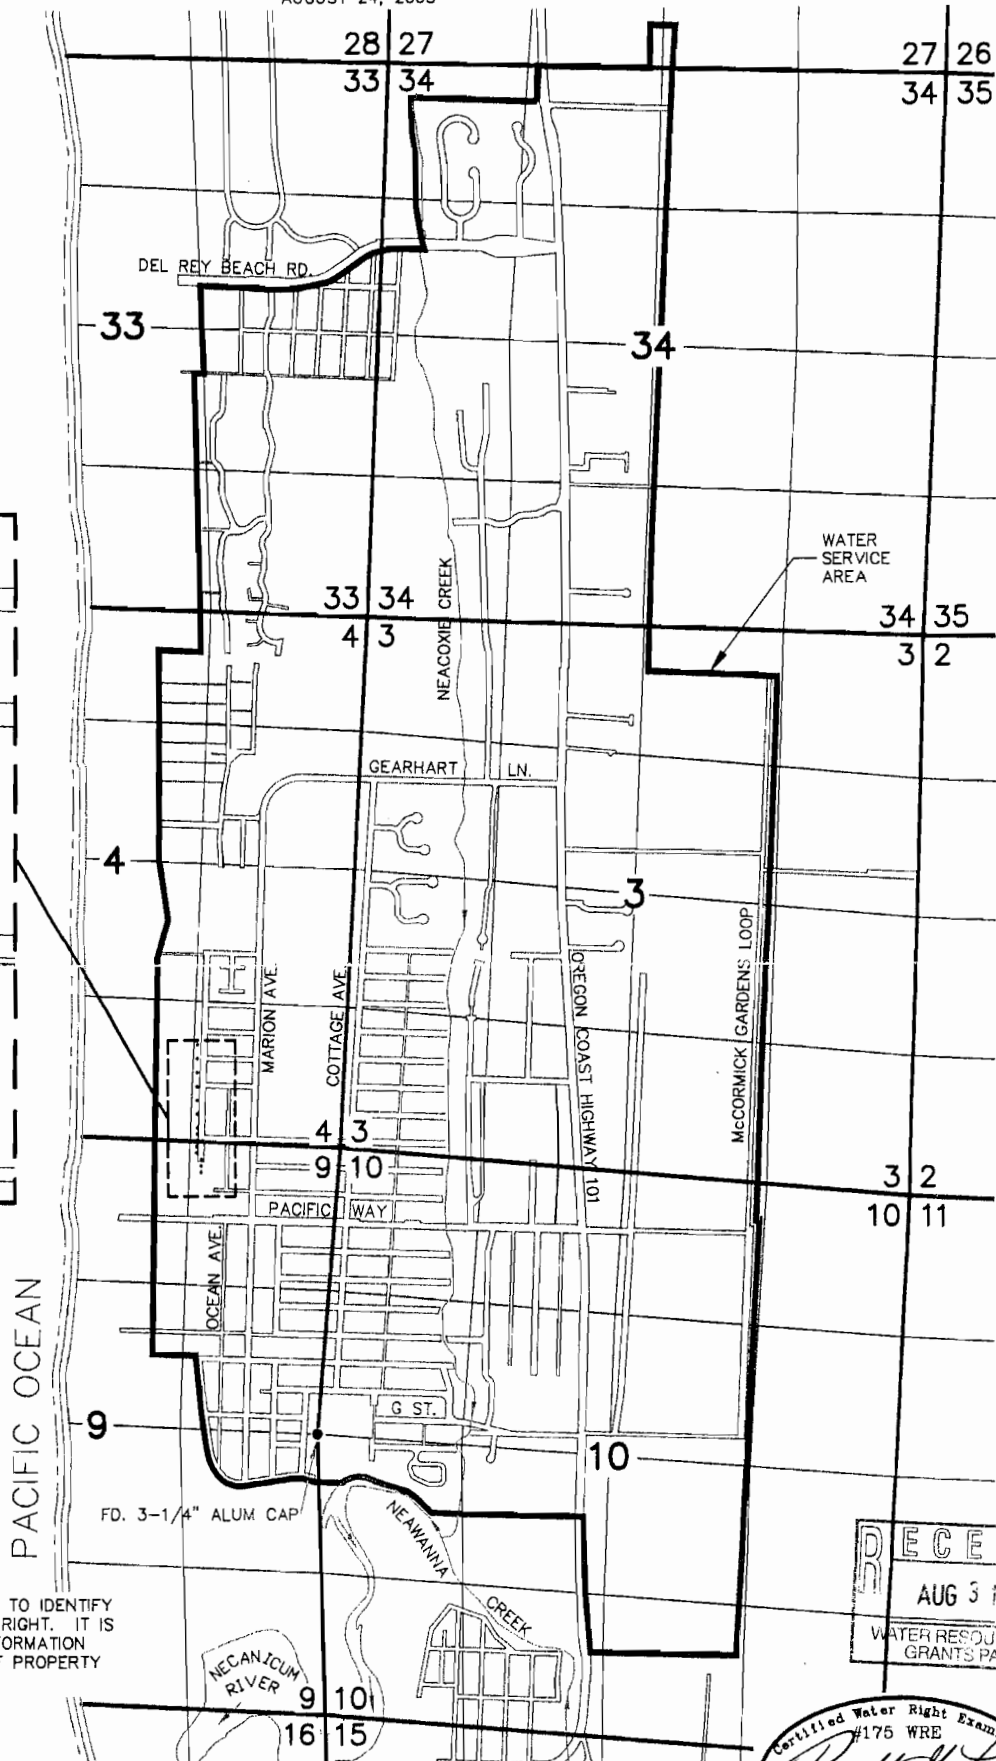 28 27
33 34
27 26
34 35
DEL REY BEACH RD.
33
34
WATER
SERVICE
AREA
NEACOXIE CREEK
33 34
4 3
34 35
3 2
GEARHART LN.
4
3
MARION AVE.
COTTAGE AVE.
OREGON COAST HIGHWAY 101
McCORMICK GARDENS LOOP
4 3
9 10
3 2
10 11
PACIFIC WAY
OCEAN AVE.
PACIFIC OCEAN
G ST.
9
10
FD. 3-1/4" ALUM CAP
NEAWANNA
CREEK
RECE
AUG 31
WATER RESOU
GRANTS PA
TO IDENTIFY
RIGHT. IT IS
FORMATION
PROPERTY
NECANICUM
RIVER
9 10
16 15
Certified Water Right Exam
#175 WRE